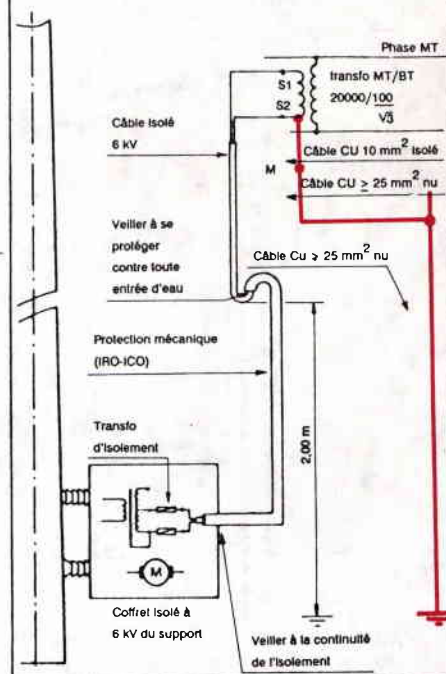 Phase MT
S1
S2
transfo MT/BT
20000/100
√3
Câble Isolé
6 kV
Câble CU 10 mm² Isolé
M
Câble CU ≥ 25 mm² nu
Veiller à se
protéger
contre toute
entrée d'eau
Câble Cu ≥ 25 mm² nu
Protection mécanique
(IRO-ICO)
2,00 m
Transfo
d'Isolement
M
Coffret Isolé à
6 kV du support
Veiller à la continuité
de l'Isolement